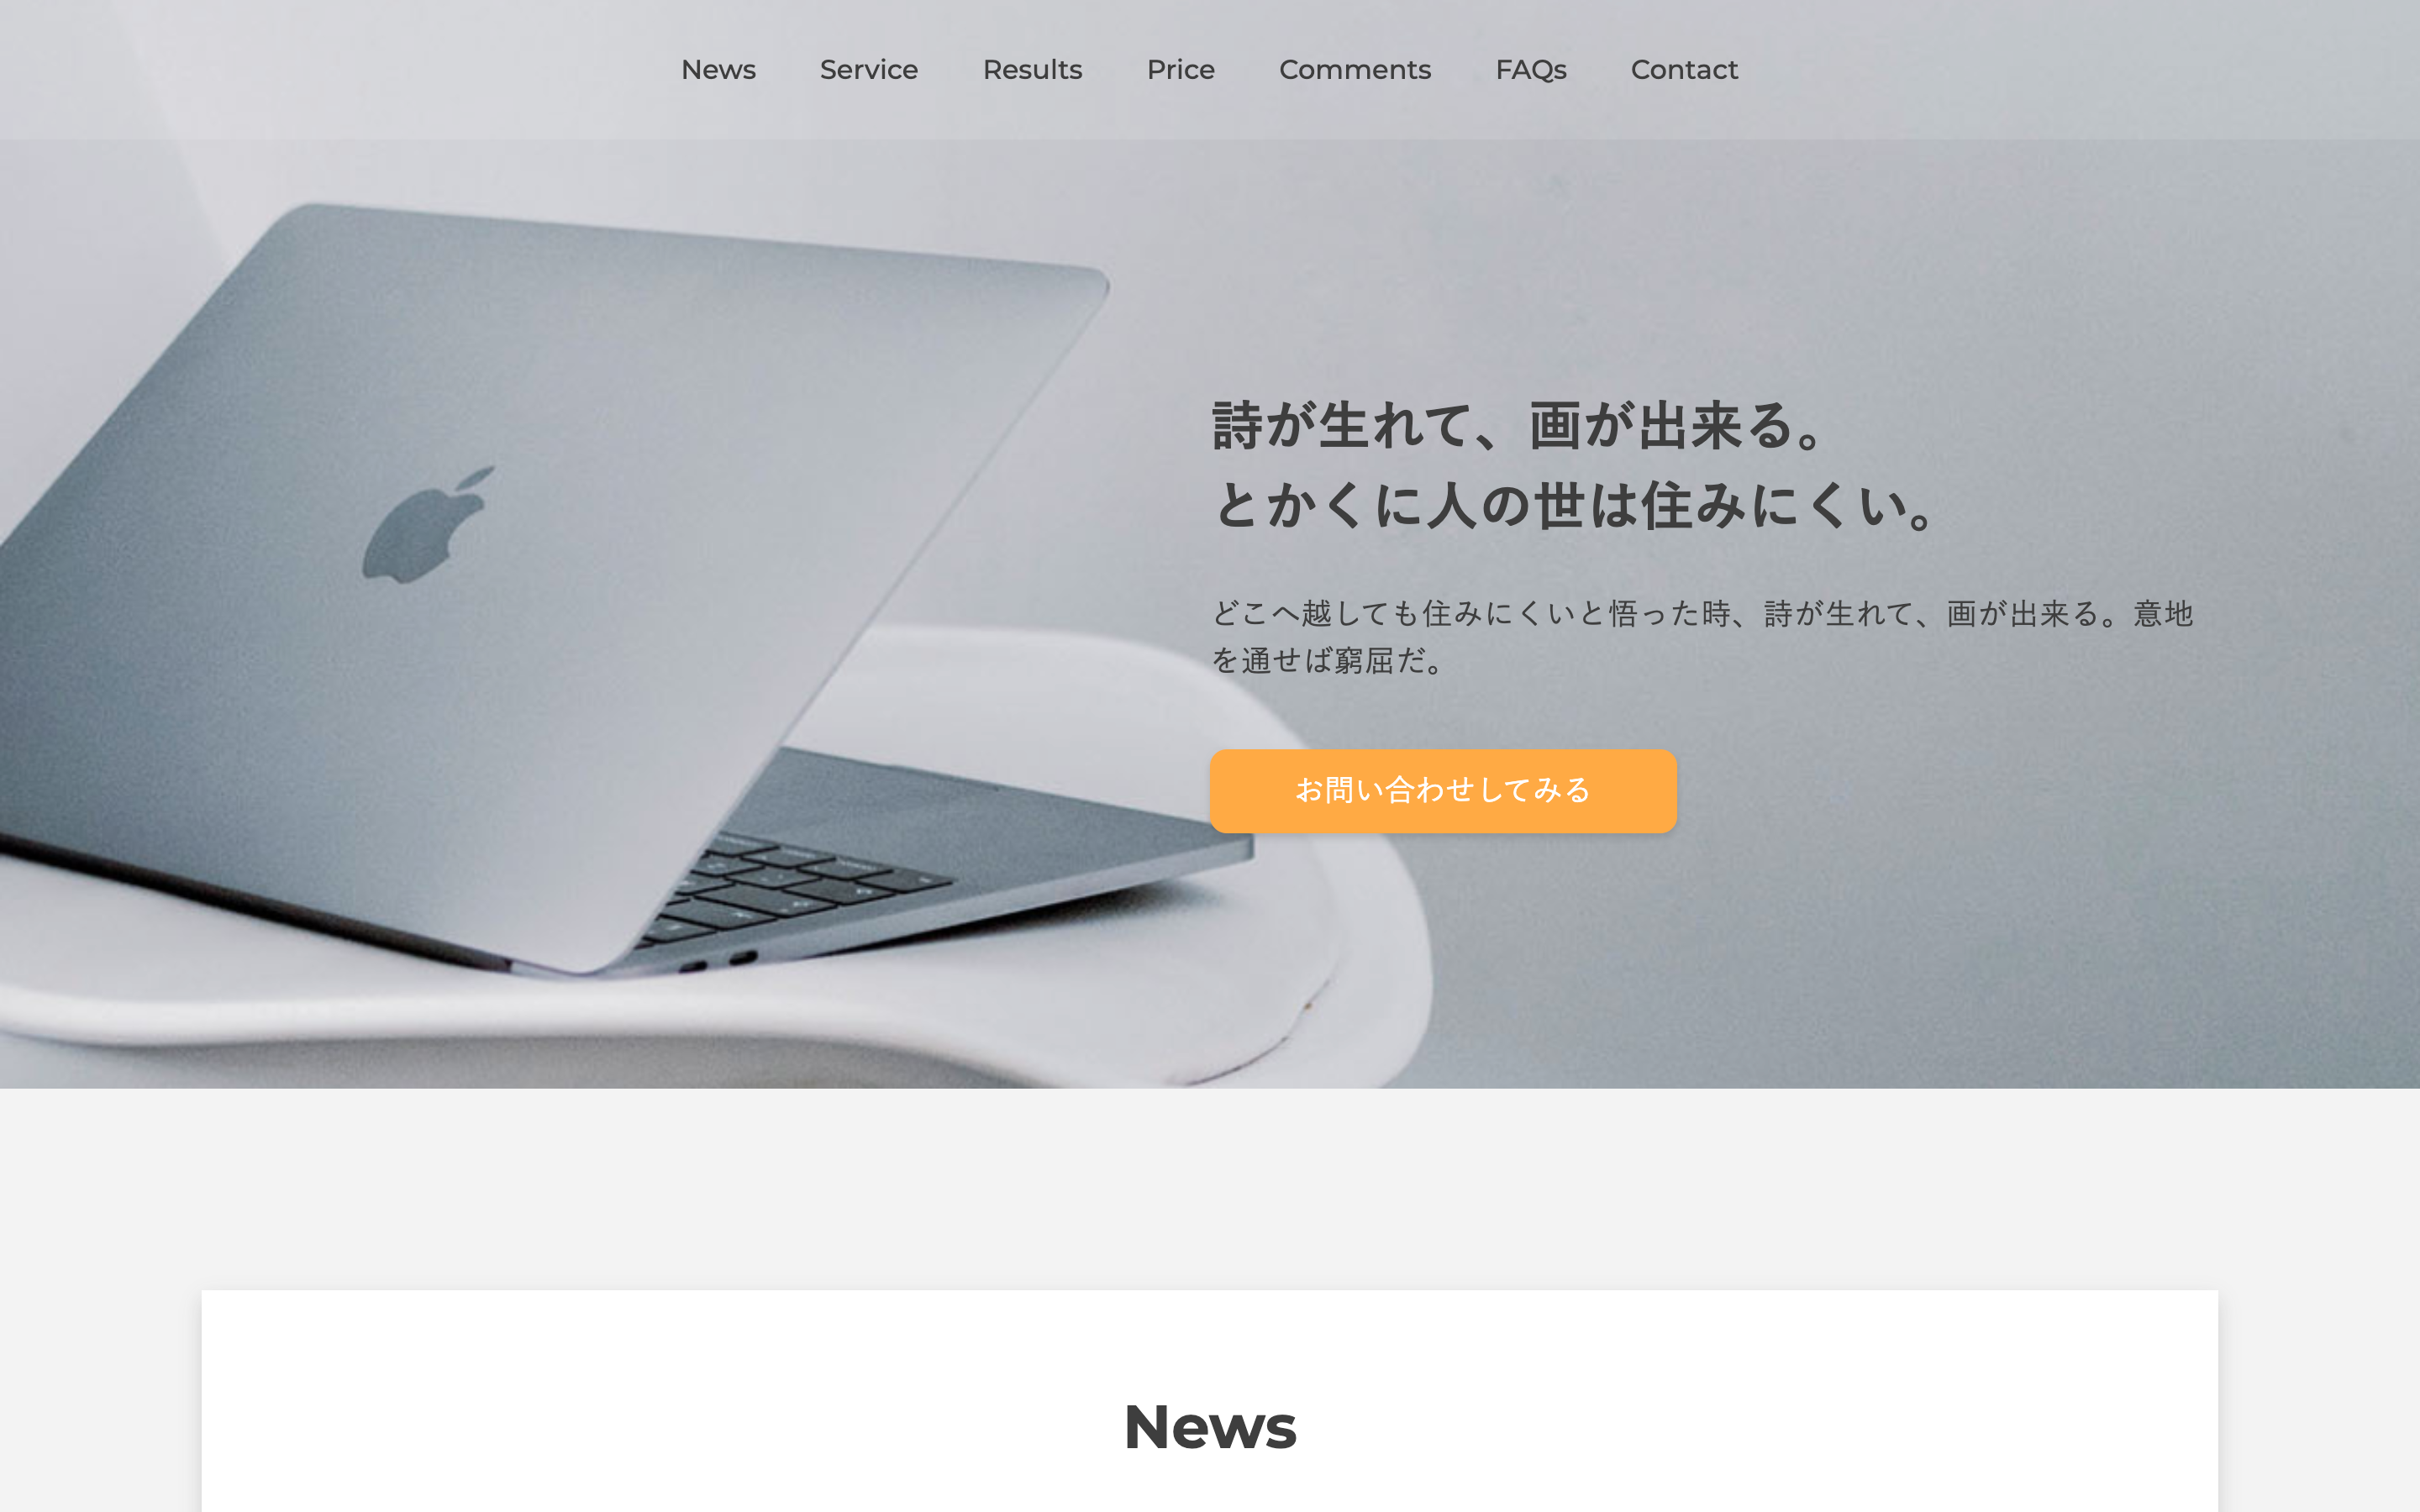 News Service Results Price Comments FAQs Contact
詩が生れて、画が出来る。
とかくに人の世は住みにくい。
どこへ越しても住みにくいと悟った時、詩が生れて、画が出来る。意地
を通せば窮屈だ。
お問い合わせしてみる
News